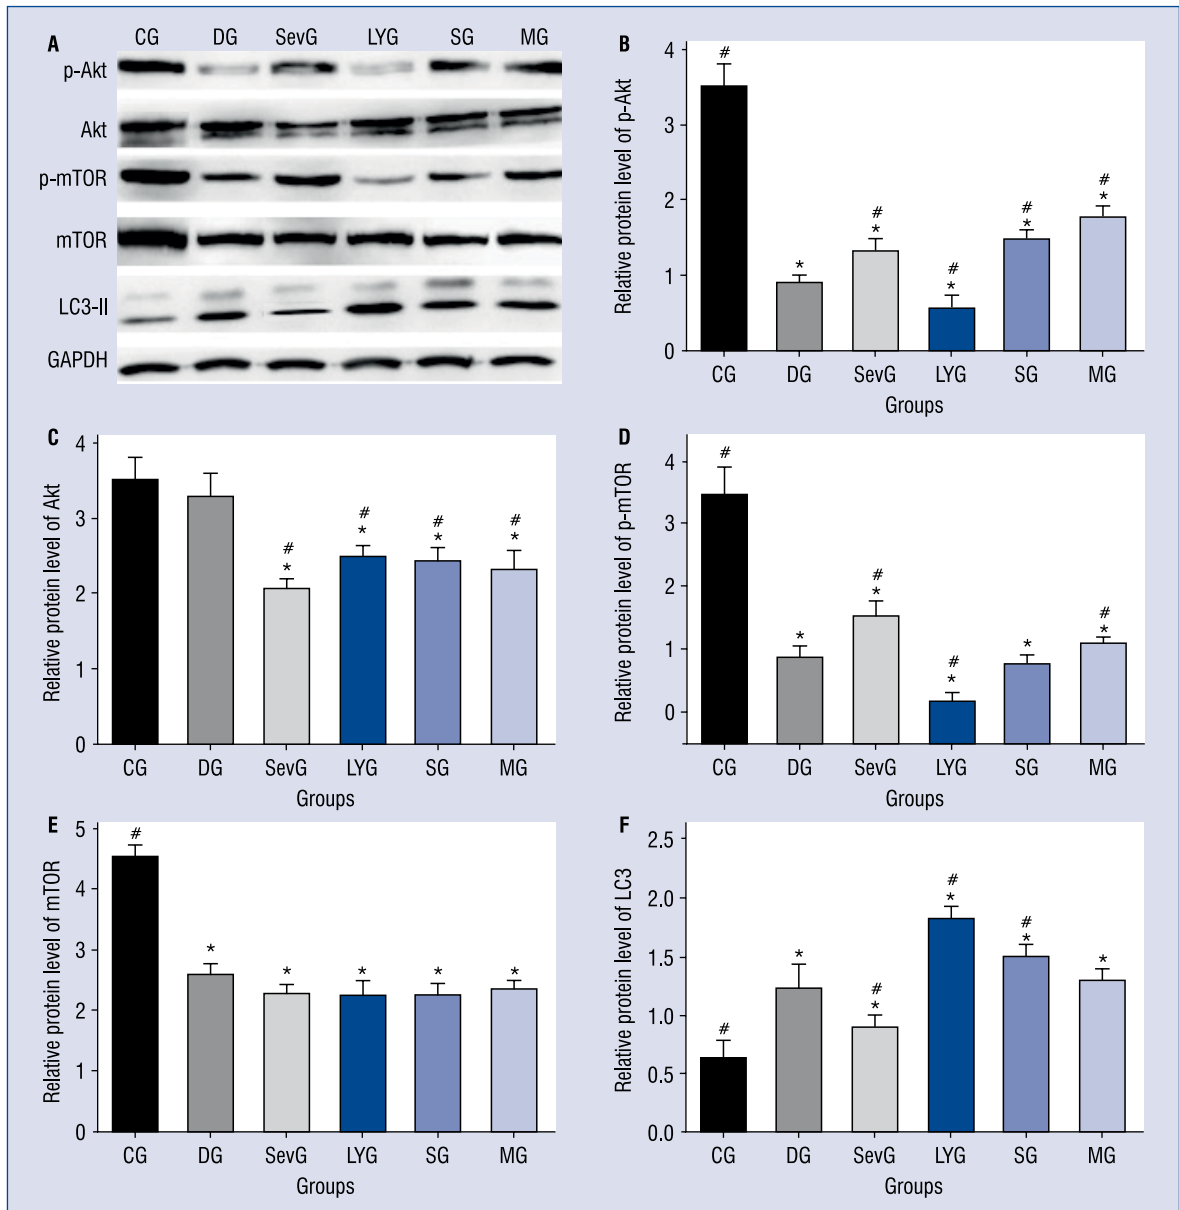 A
CG DG SevG LYG SG MG
p-Akt
Akt
p-mTOR
mTOR
LC3-II
GAPDH
B
Relative protein level of p-Akt
4
3
2
1
0
#
*
#
*
#
*
#
*
#
*
CG DG SevG LYG SG MG
Groups
C
Relative protein level of Akt
4
3
2
1
0
#
*
#
*
#
*
#
*
CG DG SevG LYG SG MG
Groups
D
Relative protein level of p-mTOR
4
3
2
1
0
#
*
#
*
#
*
*
#
*
CG DG SevG LYG SG MG
Groups
E
Relative protein level of mTOR
5
4
3
2
1
0
#
* * * * *
CG DG SevG LYG SG MG
Groups
F
Relative protein level of LC3
2.5
2.0
1.5
1.0
0.5
0.0
#
*
#
*
#
*
#
*
*
CG DG SevG LYG SG MG
Groups